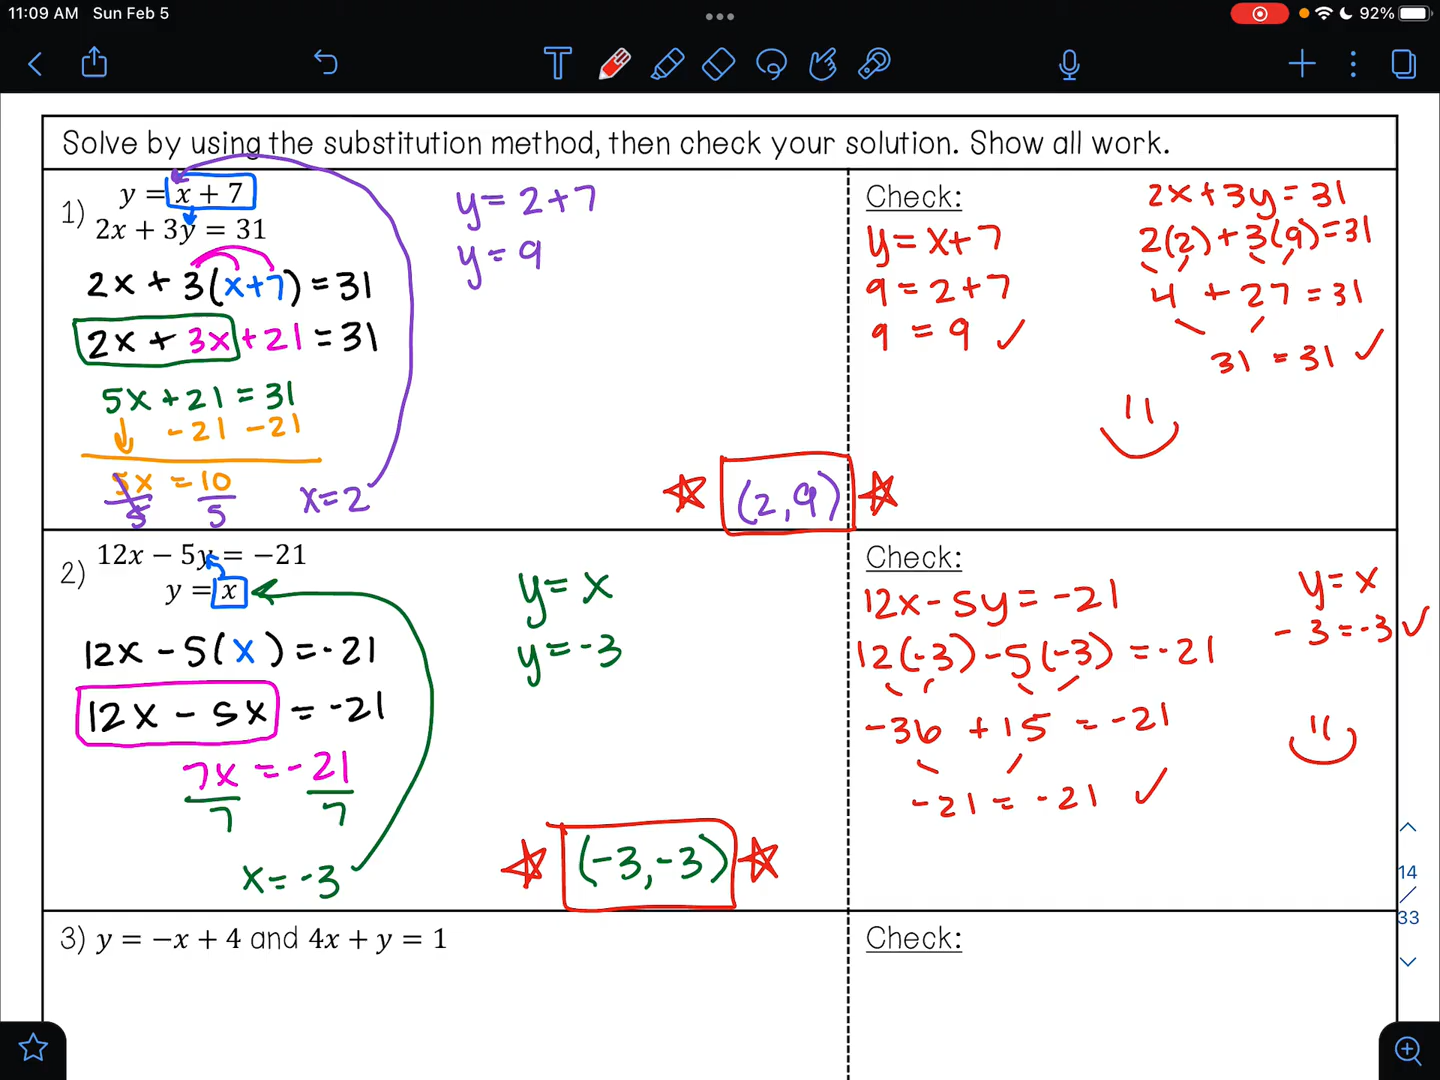 11:09 AM Sun Feb 5
92%
Solve by using the substitution method, then check your solution. Show all work.
1)
y = x + 7
2x + 3y = 31
2x + 3(x+7) = 31
2x + 3x + 21 = 31
5x + 21 = 31
-21 -21
5x = 10
5 5
x = 2
y = 2 + 7
y = 9
(2, 9)
Check:
y = x + 7
9 = 2 + 7
9 = 9 ✓
2x + 3y = 31
2(2) + 3(9) = 31
4 + 27 = 31
31 = 31 ✓
2)
12x − 5y = −21
y = x
12x - 5(x) = -21
12x - 5x = -21
7x = -21
7 7
x = -3
y = x
y = -3
(-3, -3)
Check:
12x - 5y = -21
12(-3) - 5(-3) = -21
-36 + 15 = -21
-21 = -21 ✓
y = x
-3 = -3 ✓
3) y = −x + 4 and 4x + y = 1
Check:
14
/
33